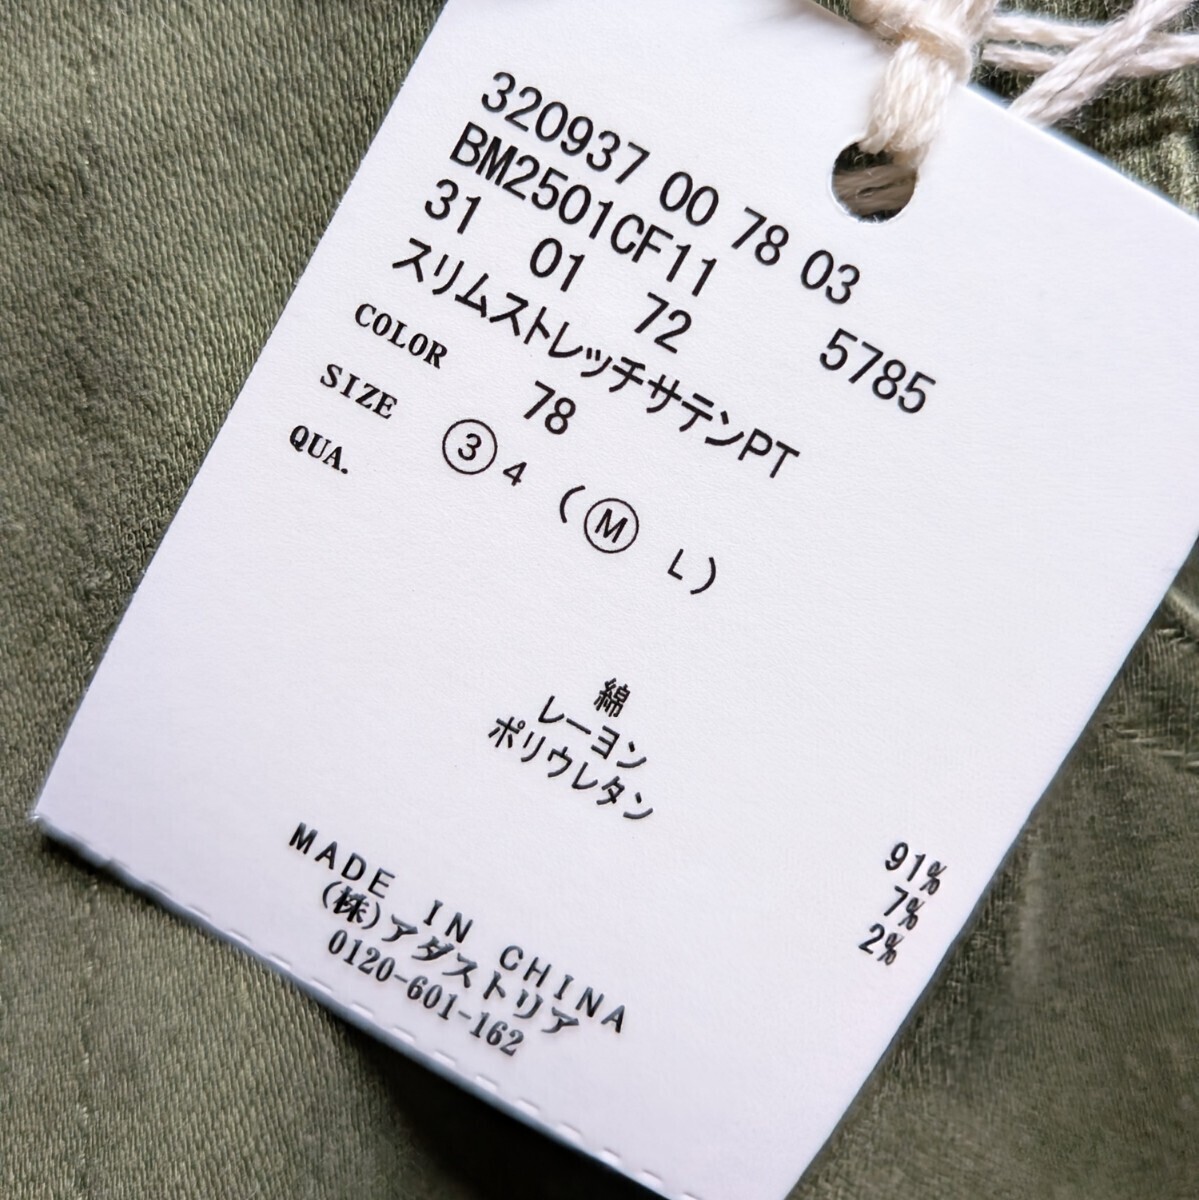 320937 00 78 03
BM2501CF11
31 01 72 5785
スリムストレッチサテンPT
COLOR 78
SIZE ③ 4 (Ⓜ L)
QUA.
綿 91%
レーヨン 7%
ポリウレタン 2%
MADE IN CHINA
(株)アダストリア
0120-601-162